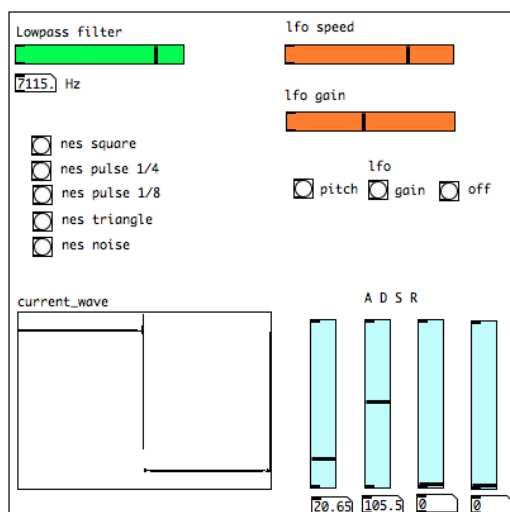 Lowpass filter
lfo speed
7115. Hz
lfo gain
nes square
nes pulse 1/4
nes pulse 1/8
nes triangle
nes noise
lfo
pitch gain off
current_wave
A D S R
20.65 105.5 0 0